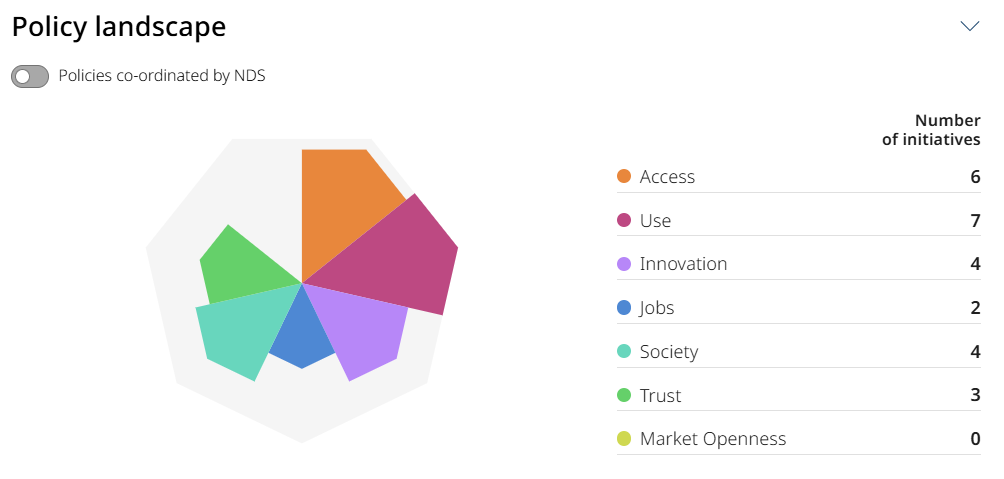 Policy landscape
Policies co-ordinated by NDS
Number
of initiatives
Access 6
Use 7
Innovation 4
Jobs 2
Society 4
Trust 3
Market Openness 0